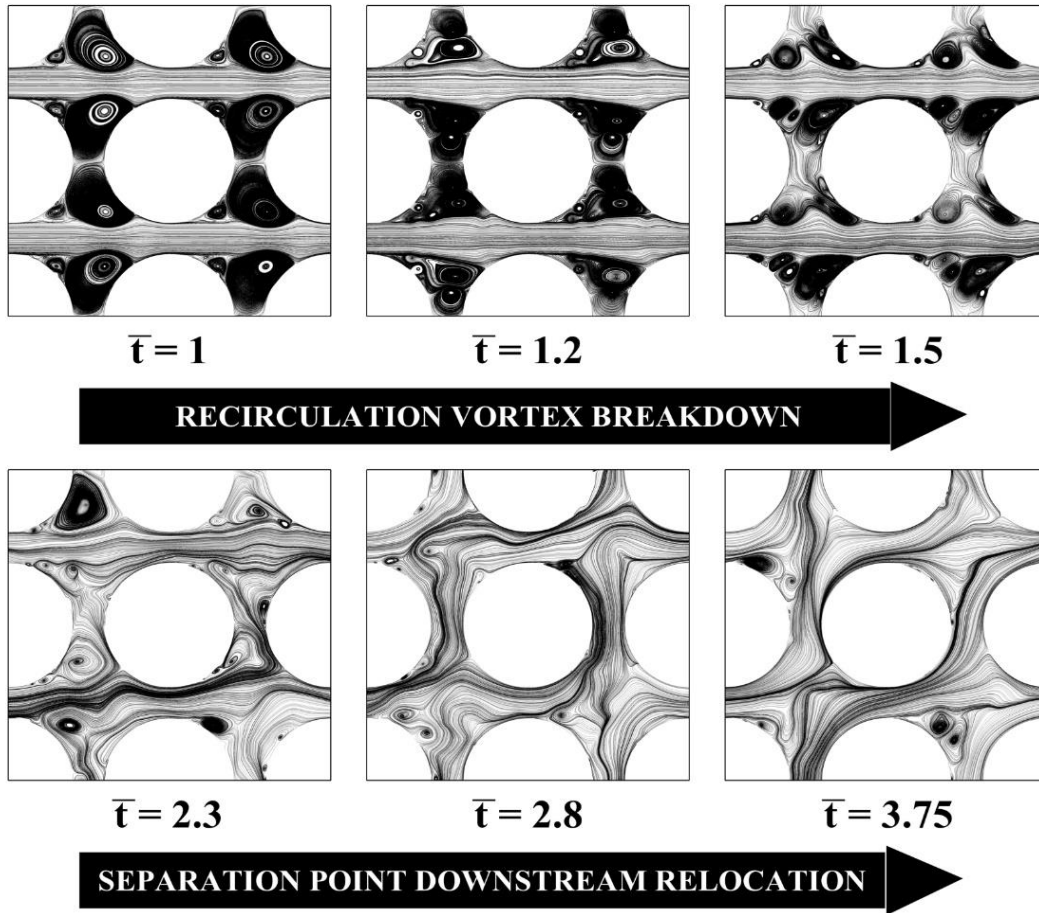 t̅ = 1
t̅ = 1.2
t̅ = 1.5
RECIRCULATION VORTEX BREAKDOWN
t̅ = 2.3
t̅ = 2.8
t̅ = 3.75
SEPARATION POINT DOWNSTREAM RELOCATION